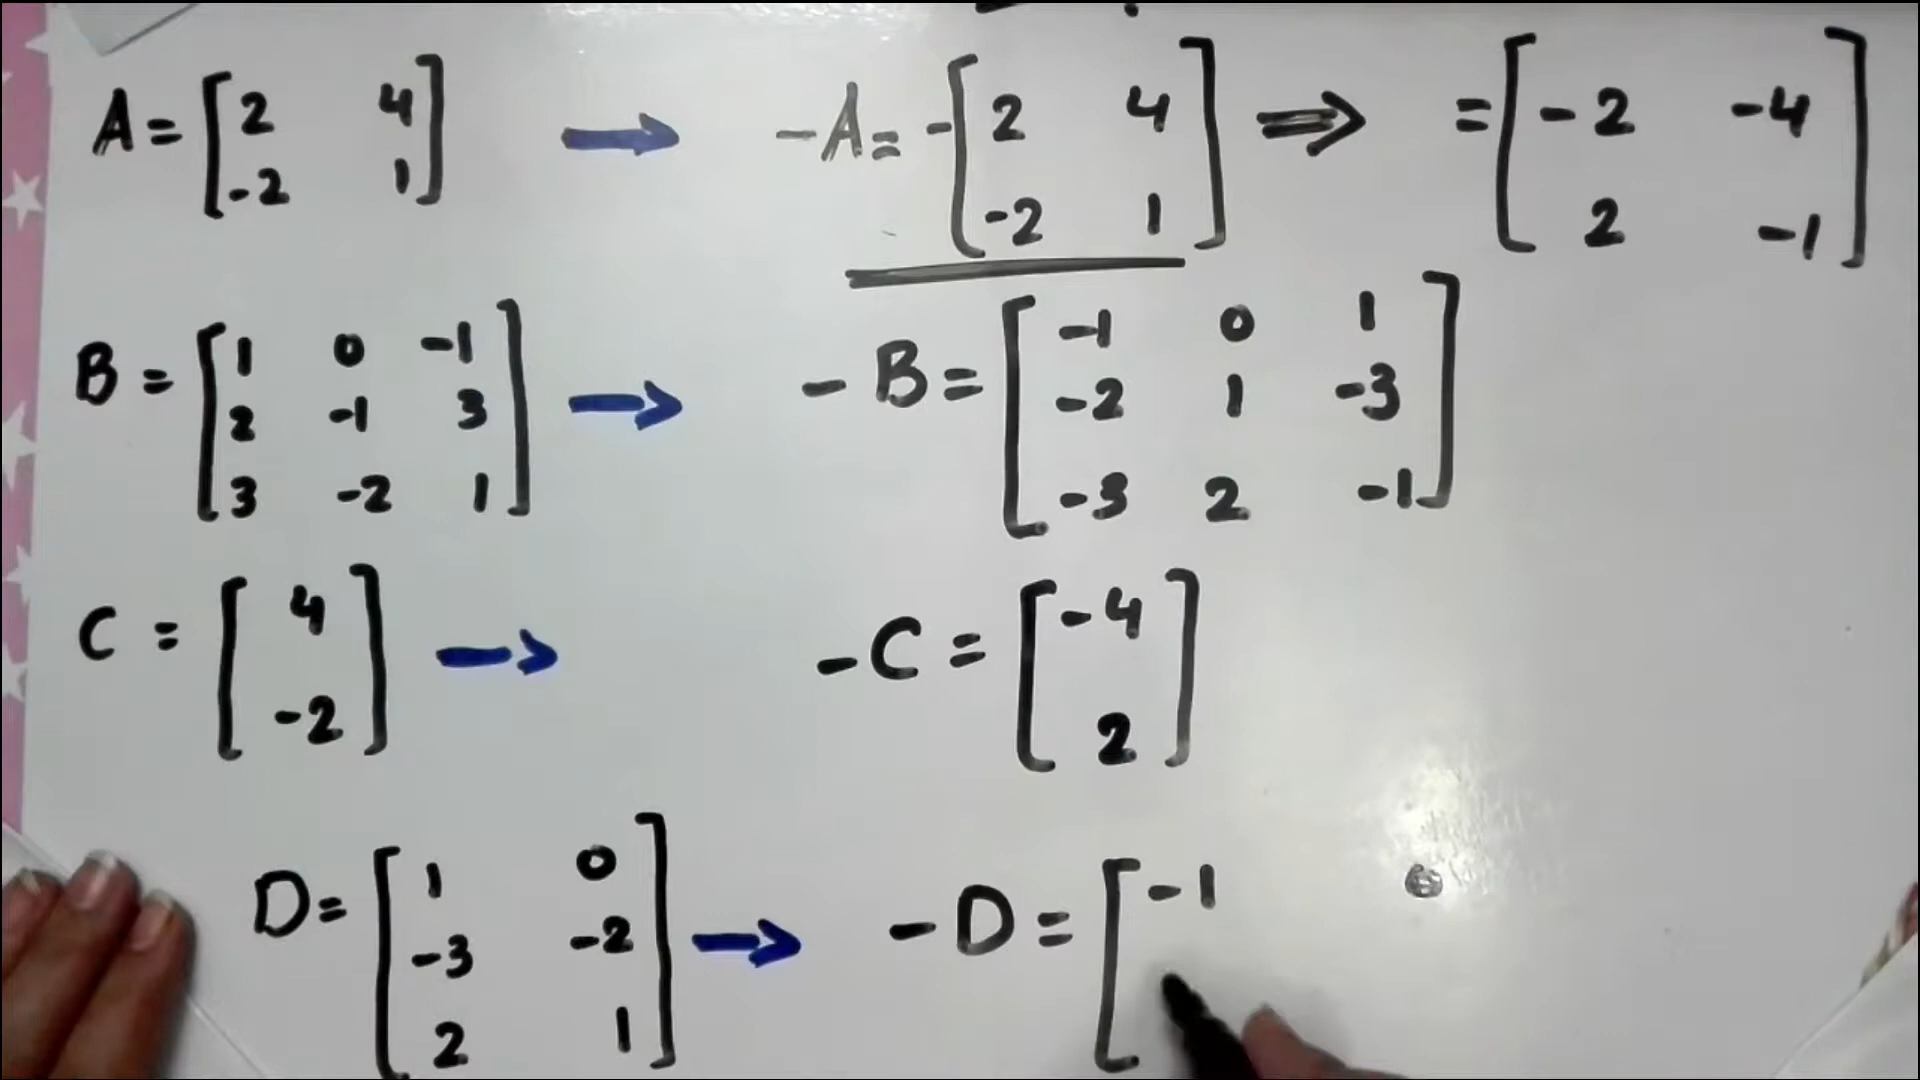 A = [2 4 → -A = -[2 4] ⇒ = [-2 -4]
-2 1] -2 1 2 -1
B = [1 0 -1] → -B = [-1 0 1]
2 -1 3 -2 1 -3
3 -2 1 -3 2 -1
C = [4] → -C = [-4]
-2 2
D = [1 0] → -D = [-1 0
-3 -2
2 1